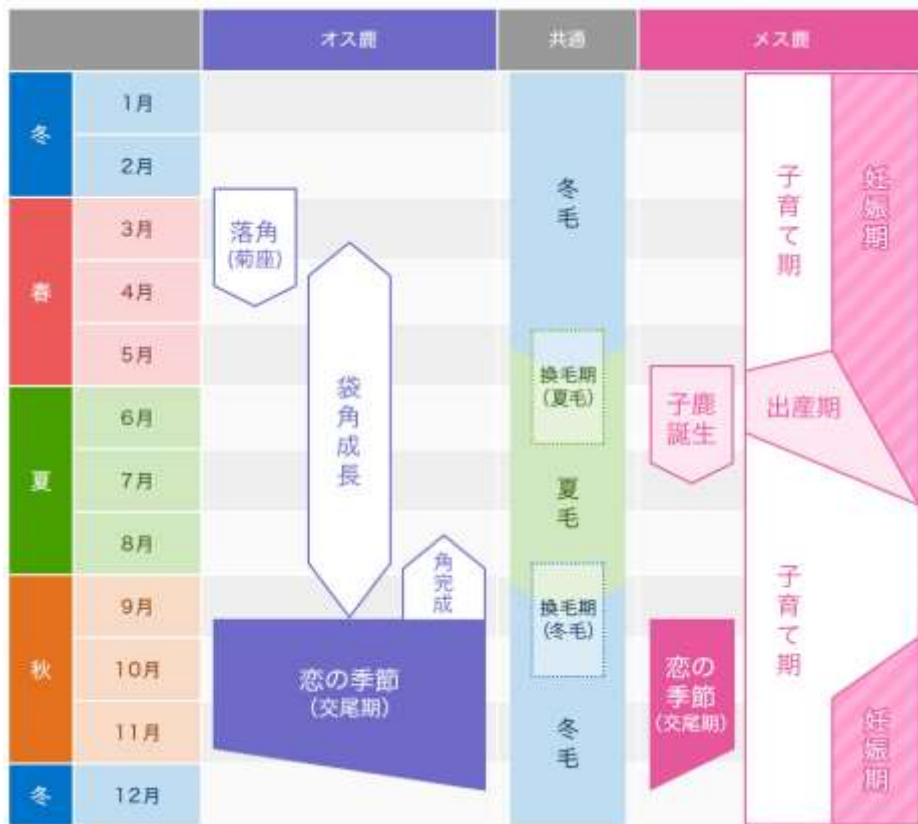 オス鹿
共通
メス鹿
冬
1月
2月
春
3月
4月
5月
夏
6月
7月
8月
秋
9月
10月
11月
冬
12月
落角
(菊座)
袋角成長
角完成
恋の季節
(交尾期)
冬毛
換毛期
(夏毛)
夏毛
換毛期
(冬毛)
冬毛
子鹿
誕生
恋の
季節
(交尾期)
子育て期
出産期
子育て期
妊娠期
妊娠期